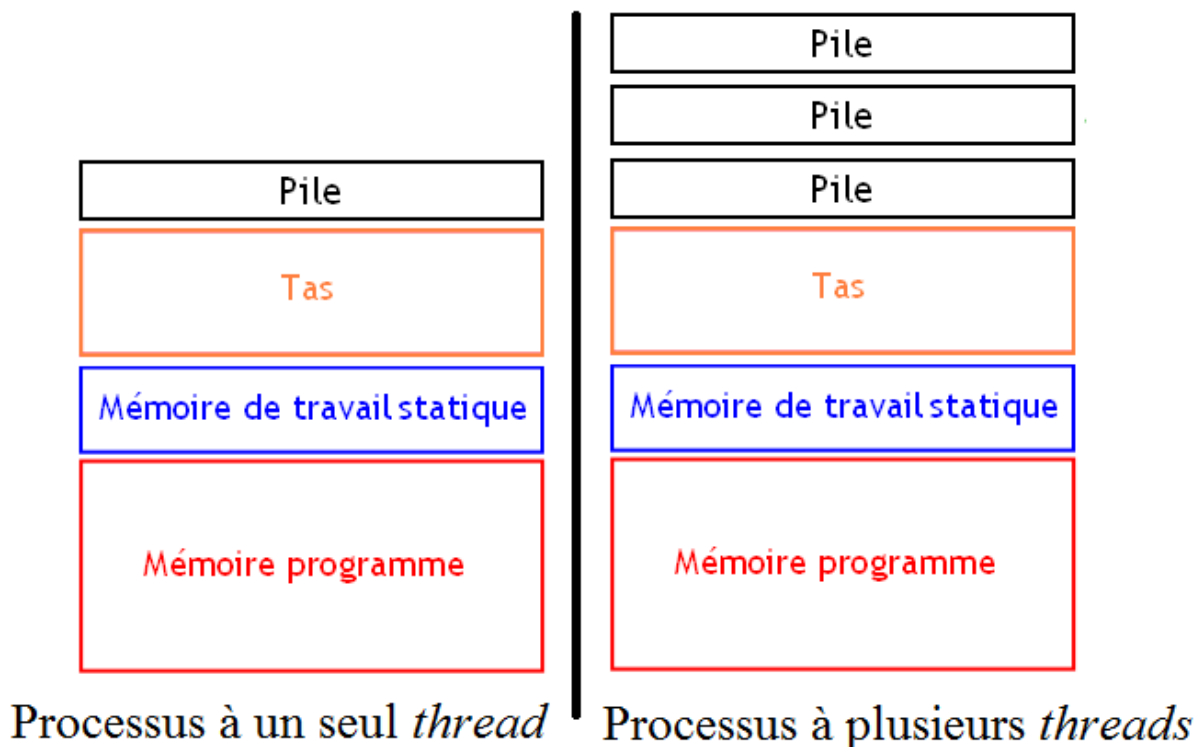 Pile
Tas
Mémoire de travail statique
Mémoire programme
Processus à un seul thread
Pile
Pile
Pile
Tas
Mémoire de travail statique
Mémoire programme
Processus à plusieurs threads